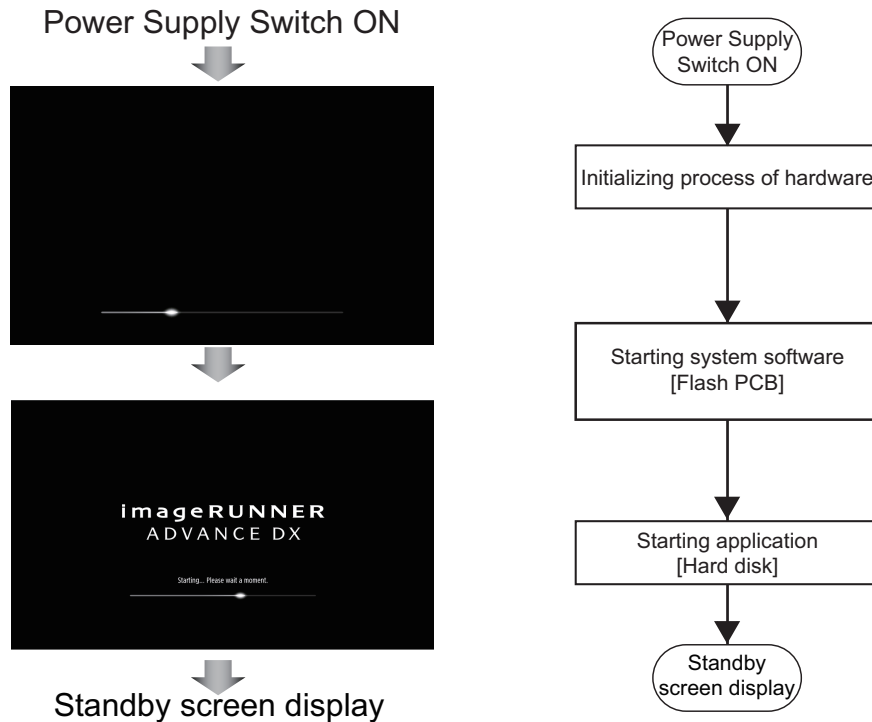 Power Supply Switch ON
imageRUNNER
ADVANCE DX
Starting... Please wait a moment.
Standby screen display
Power Supply
Switch ON
Initializing process of hardware
Starting system software
[Flash PCB]
Starting application
[Hard disk]
Standby
screen display